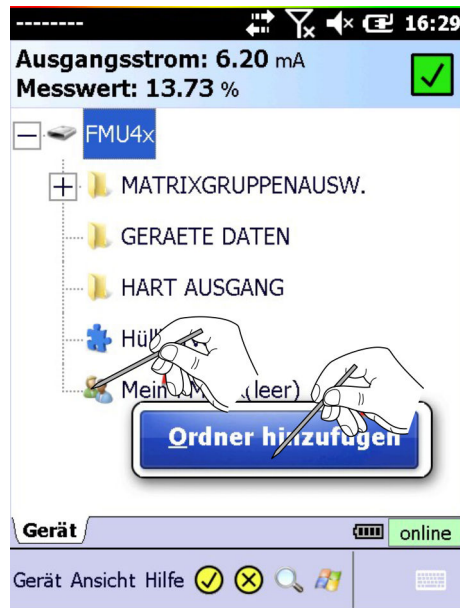 -------- 16:29
Ausgangsstrom: 6.20 mA
Messwert: 13.73 %
FMU4x
MATRIXGRUPPENAUSW.
GERAETE DATEN
HART AUSGANG
(leer)
Ordner hinzufügen
Gerät online
Gerät Ansicht Hilfe